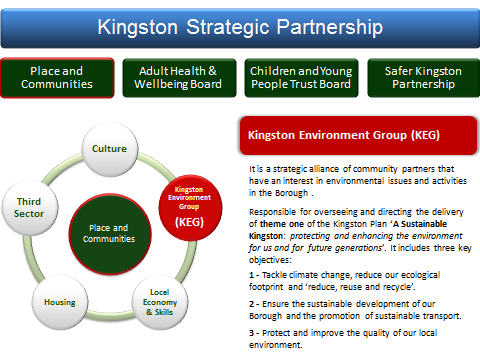 Kingston Strategic Partnership
Place and
Communities
Adult Health &
Wellbeing Board
Children and Young
People Trust Board
Safer Kingston
Partnership
Culture
Third
Sector
Kingston
Environment
Group
(KEG)
Place and
Communities
Housing
Local
Economy
& Skills
Kingston Environment Group (KEG)
It is a strategic alliance of community partners that
have an interest in environmental issues and activities
in the Borough .
Responsible for overseeing and directing the delivery
of theme one of the Kingston Plan ‘A Sustainable
Kingston: protecting and enhancing the environment
for us and for future generations’. It includes three key
objectives:
1 - Tackle climate change, reduce our ecological
footprint and ‘reduce, reuse and recycle’.
2 - Ensure the sustainable development of our
Borough and the promotion of sustainable transport.
3 - Protect and improve the quality of our local
environment.